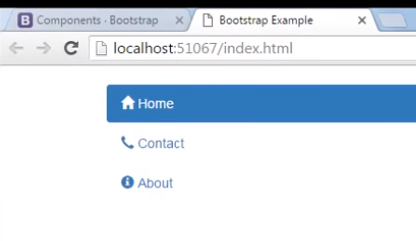 B Components · Bootstrap
Bootstrap Example
localhost:51067/index.html
Home
Contact
About